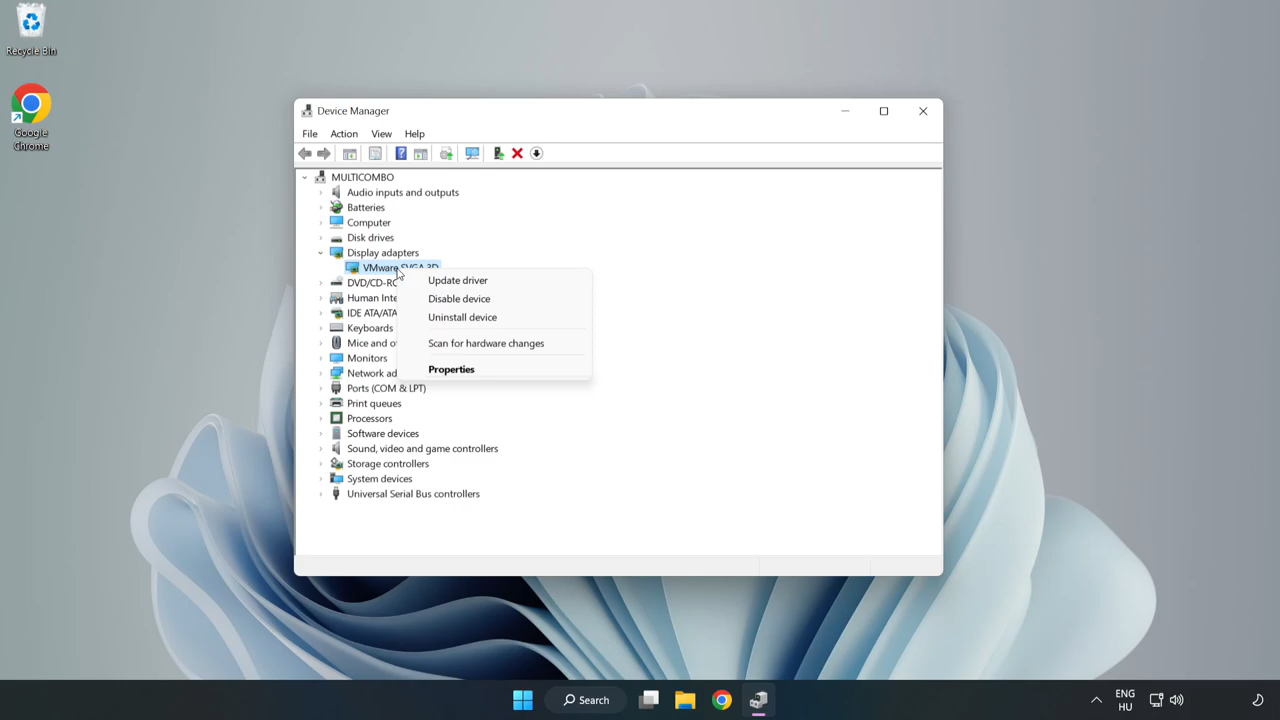 Recycle Bin
Google
Chrome
Device Manager
File Action View Help
MULTICOMBO
Audio inputs and outputs
Batteries
Computer
Disk drives
Display adapters
VMware SVGA 3D
DVD/CD-RO
Human Inte
IDE ATA/ATA
Keyboards
Mice and o
Monitors
Network ad
Ports (COM & LPT)
Print queues
Processors
Software devices
Sound, video and game controllers
Storage controllers
System devices
Universal Serial Bus controllers
Update driver
Disable device
Uninstall device
Scan for hardware changes
Properties
Search
ENG
HU